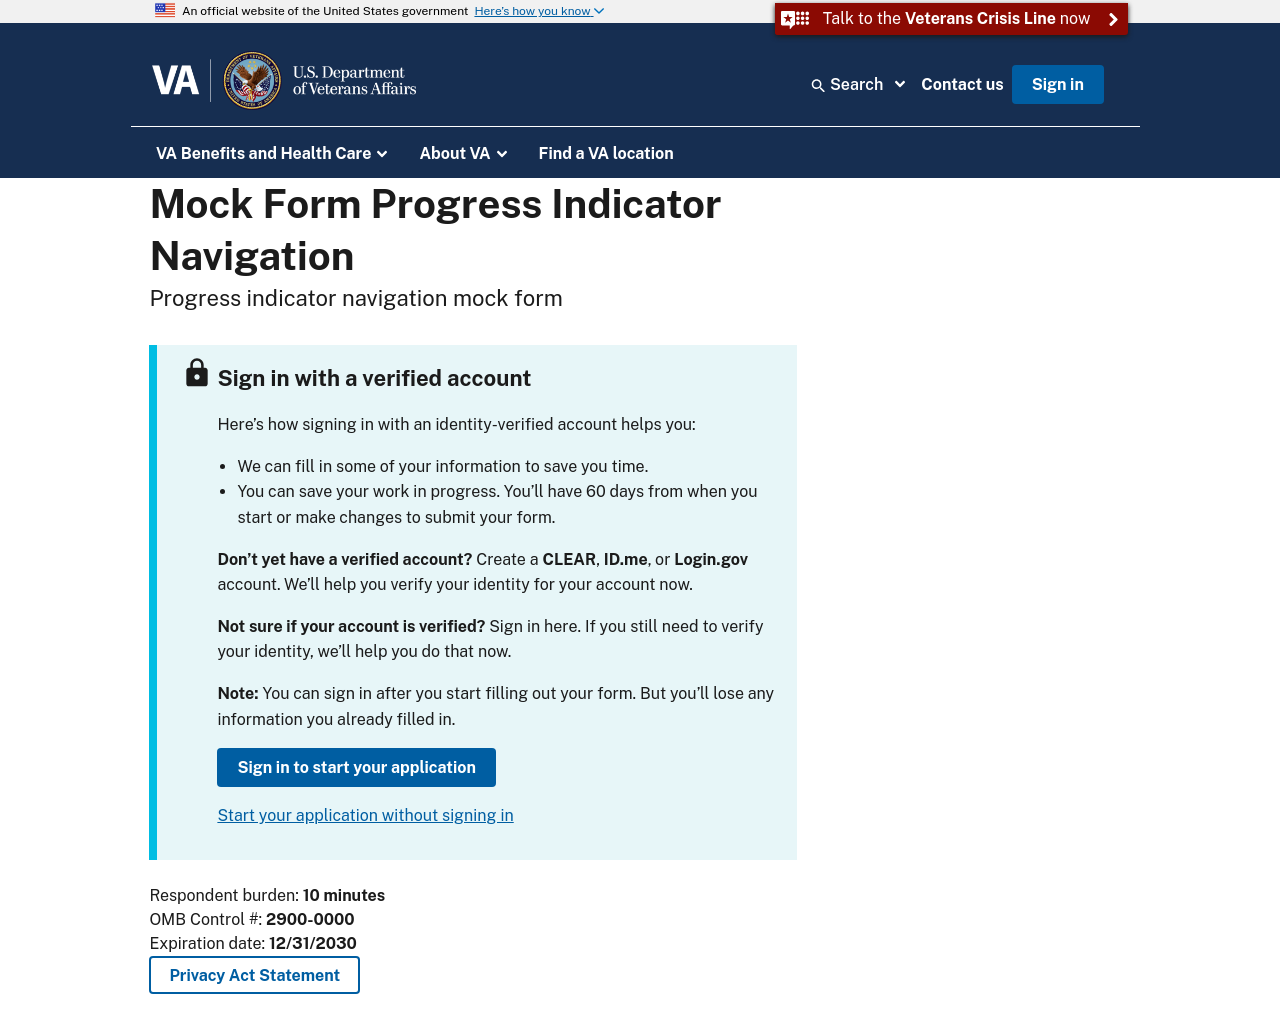 An official website of the United States government Here's how you know
Talk to the Veterans Crisis Line now
VA
U.S. Department
of Veterans Affairs
Search
Contact us
Sign in
VA Benefits and Health Care
About VA
Find a VA location
Mock Form Progress Indicator
Navigation
Progress indicator navigation mock form
Sign in with a verified account
Here’s how signing in with an identity-verified account helps you:
• We can fill in some of your information to save you time.
• You can save your work in progress. You’ll have 60 days from when you
start or make changes to submit your form.
Don’t yet have a verified account? Create a CLEAR, ID.me, or Login.gov
account. We’ll help you verify your identity for your account now.
Not sure if your account is verified? Sign in here. If you still need to verify
your identity, we’ll help you do that now.
Note: You can sign in after you start filling out your form. But you’ll lose any
information you already filled in.
Sign in to start your application
Start your application without signing in
Respondent burden: 10 minutes
OMB Control #: 2900-0000
Expiration date: 12/31/2030
Privacy Act Statement